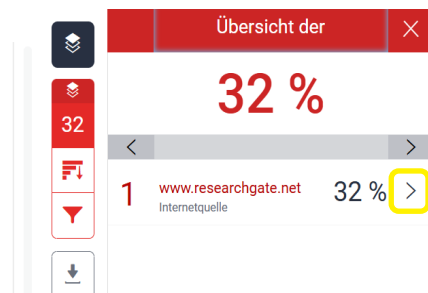 Übersicht der
32 %
32
1 www.researchgate.net 32 %
Internetquelle